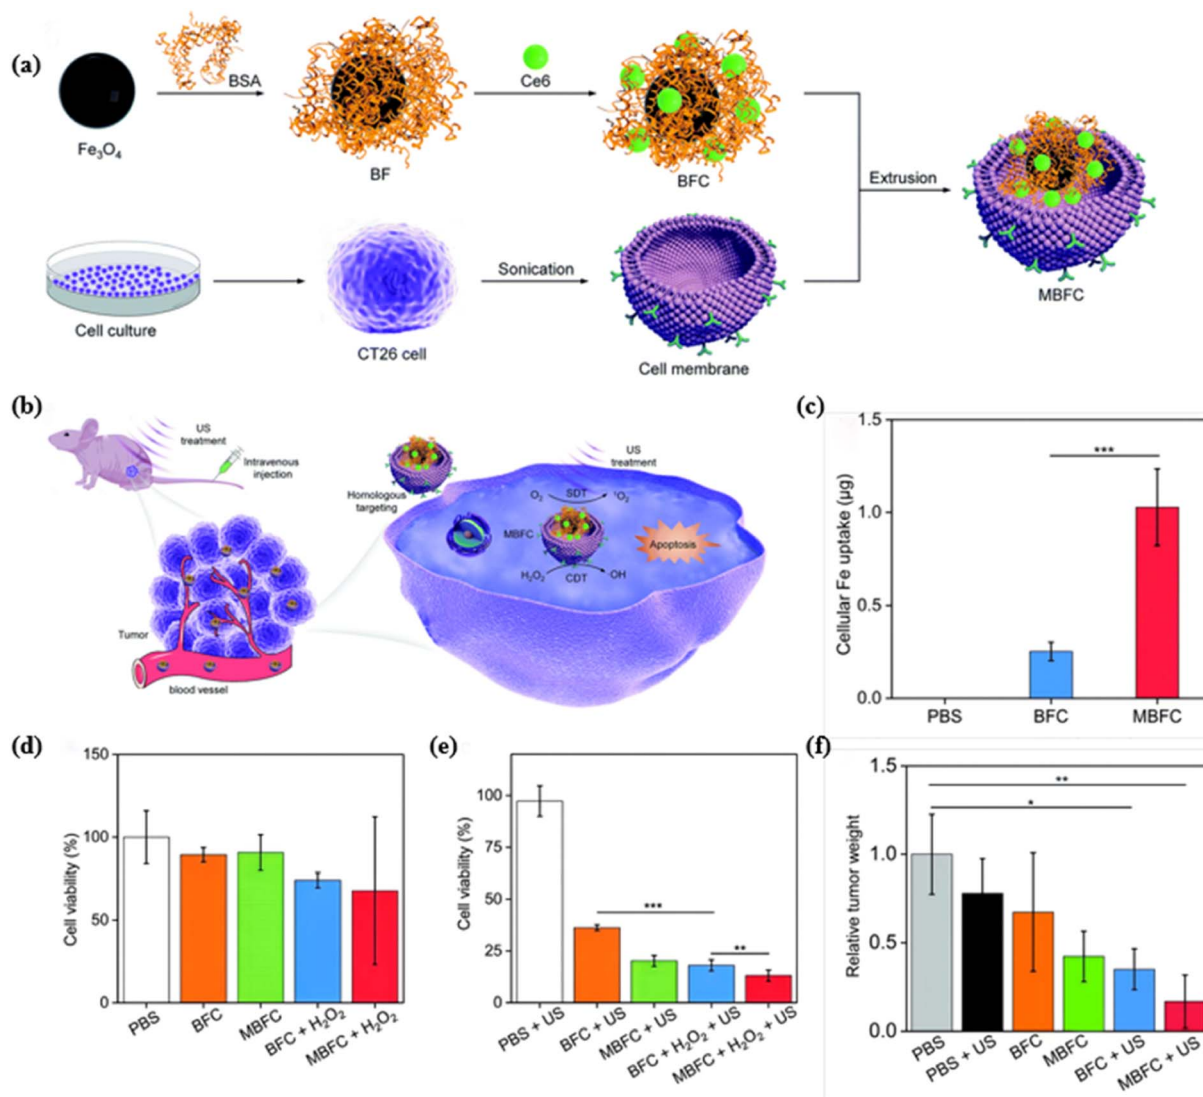 (a)
BSA
Ce6
Fe3O4
BF
BFC
Extrusion
Sonication
MBFC
Cell culture
CT26 cell
Cell membrane
(b)
US
treatment
Intravenous
injection
Homologous
targeting
US
treatment
O2
SDT
¹O2
MBFC
Apoptosis
H2O2
CDT
OH
Tumor
blood vessel
(c)
1.5
1.0
0.5
0.0
Cellular Fe uptake (μg)
***
PBS
BFC
MBFC
(d)
150
100
50
0
Cell viability (%)
PBS
BFC
MBFC
BFC + H2O2
MBFC + H2O2
(e)
100
75
50
25
0
Cell viability (%)
***
**
PBS + US
BFC + US
MBFC + US
BFC + H2O2 + US
MBFC + H2O2 + US
(f)
1.5
1.0
0.5
0.0
Relative tumor weight
**
*
PBS
PBS + US
BFC
MBFC
BFC + US
MBFC + US